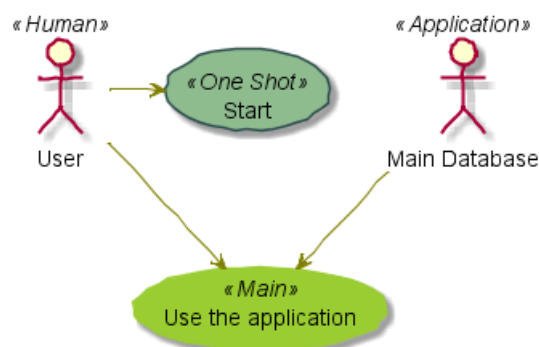 «Human»
User
«One Shot»
Start
«Application»
Main Database
«Main»
Use the application